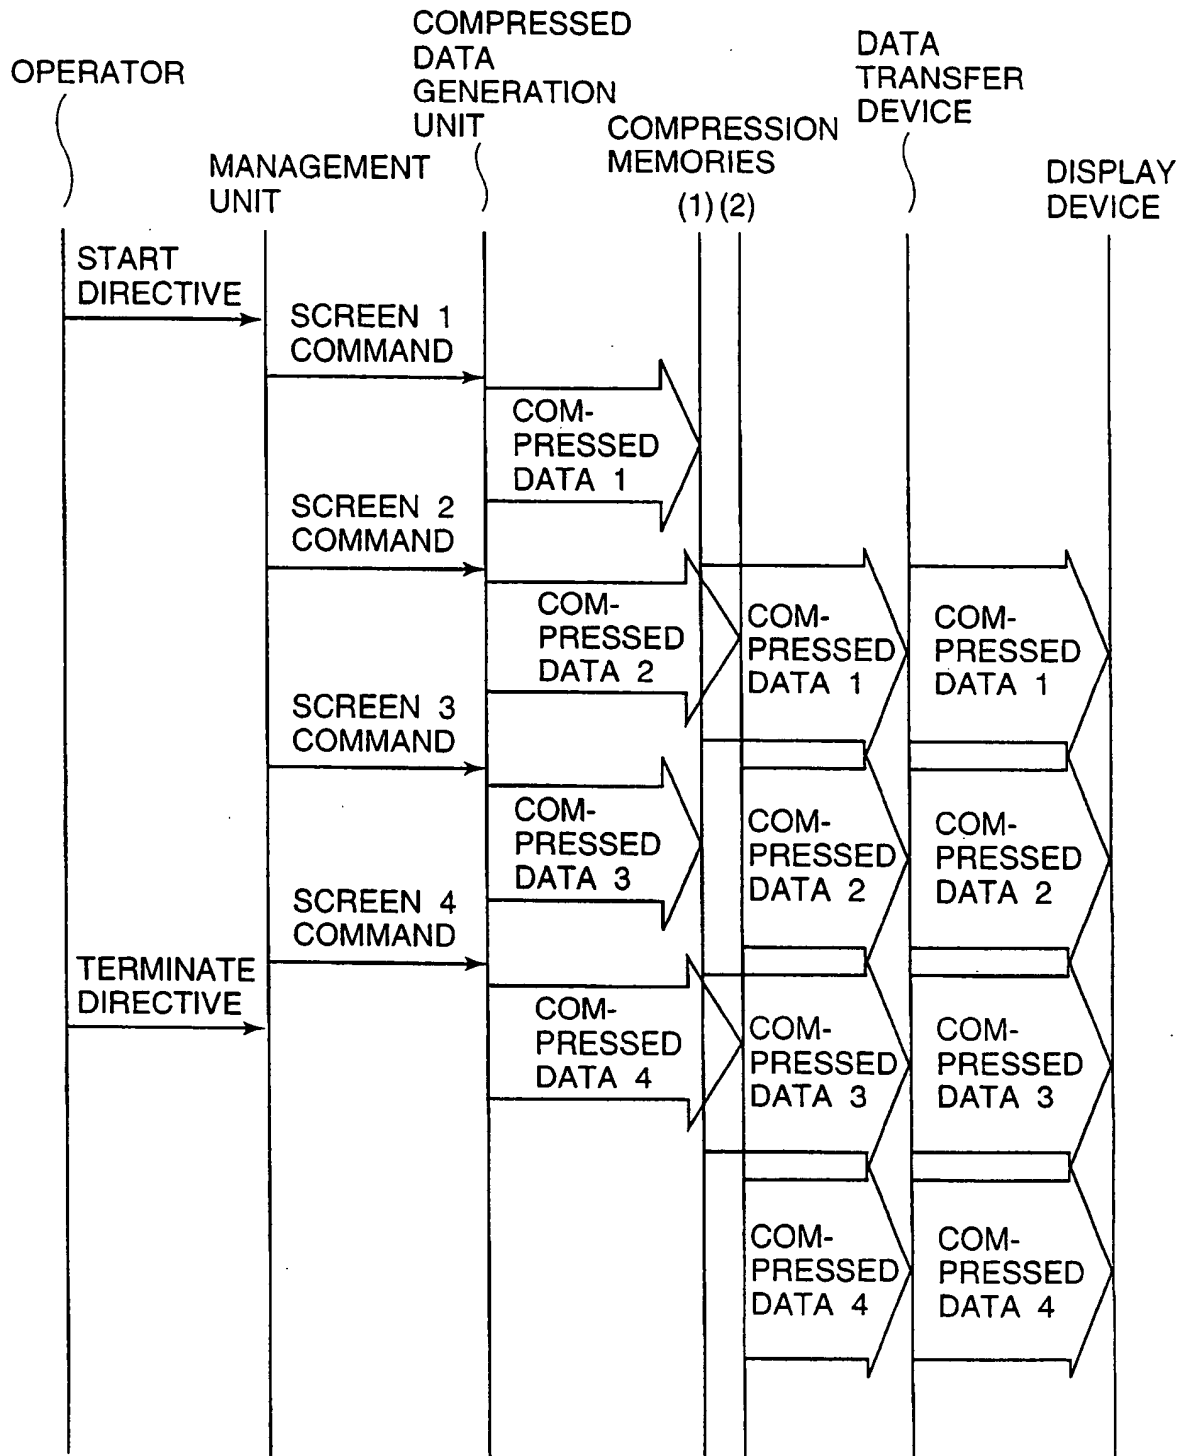 OPERATOR
MANAGEMENT
UNIT
COMPRESSED
DATA
GENERATION
UNIT
COMPRESSION
MEMORIES
(1) (2)
DATA
TRANSFER
DEVICE
DISPLAY
DEVICE
START
DIRECTIVE
SCREEN 1
COMMAND
COM-
PRESSED
DATA 1
SCREEN 2
COMMAND
COM-
PRESSED
DATA 2
COM-
PRESSED
DATA 1
COM-
PRESSED
DATA 1
SCREEN 3
COMMAND
COM-
PRESSED
DATA 3
COM-
PRESSED
DATA 2
COM-
PRESSED
DATA 2
SCREEN 4
COMMAND
TERMINATE
DIRECTIVE
COM-
PRESSED
DATA 4
COM-
PRESSED
DATA 3
COM-
PRESSED
DATA 3
COM-
PRESSED
DATA 4
COM-
PRESSED
DATA 4